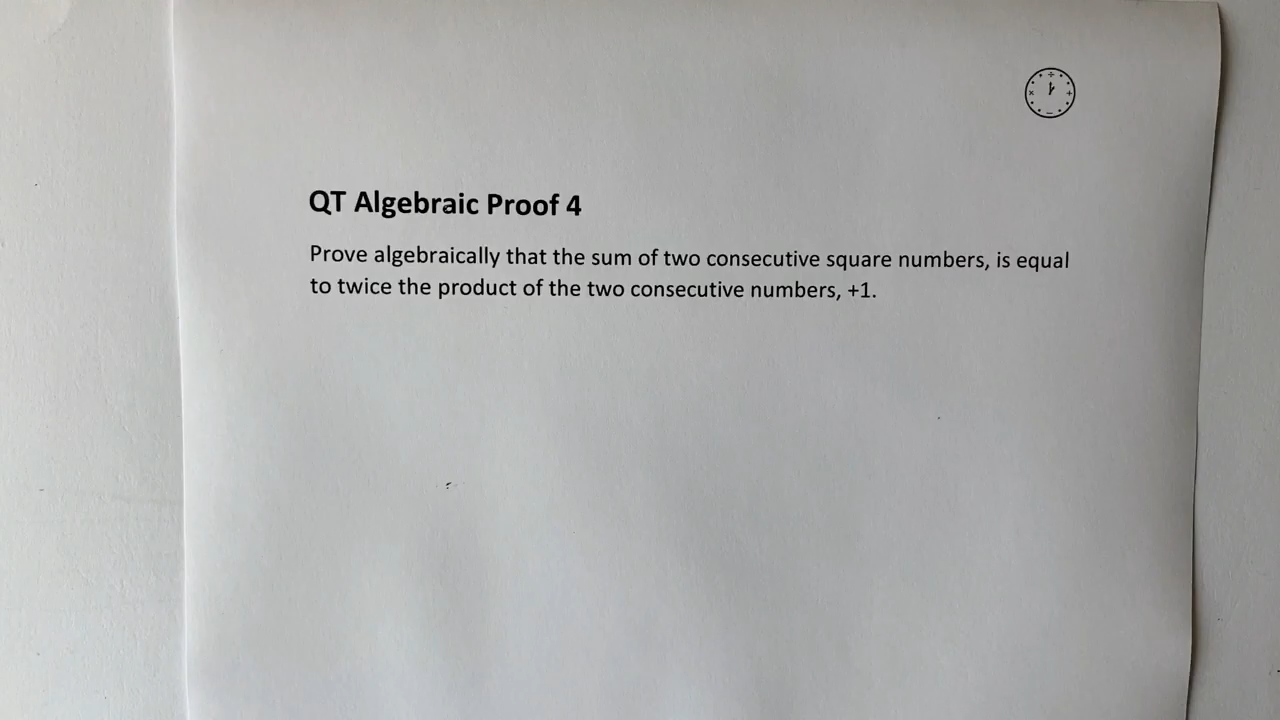 QT Algebraic Proof 4
Prove algebraically that the sum of two consecutive square numbers, is equal
to twice the product of the two consecutive numbers, +1.